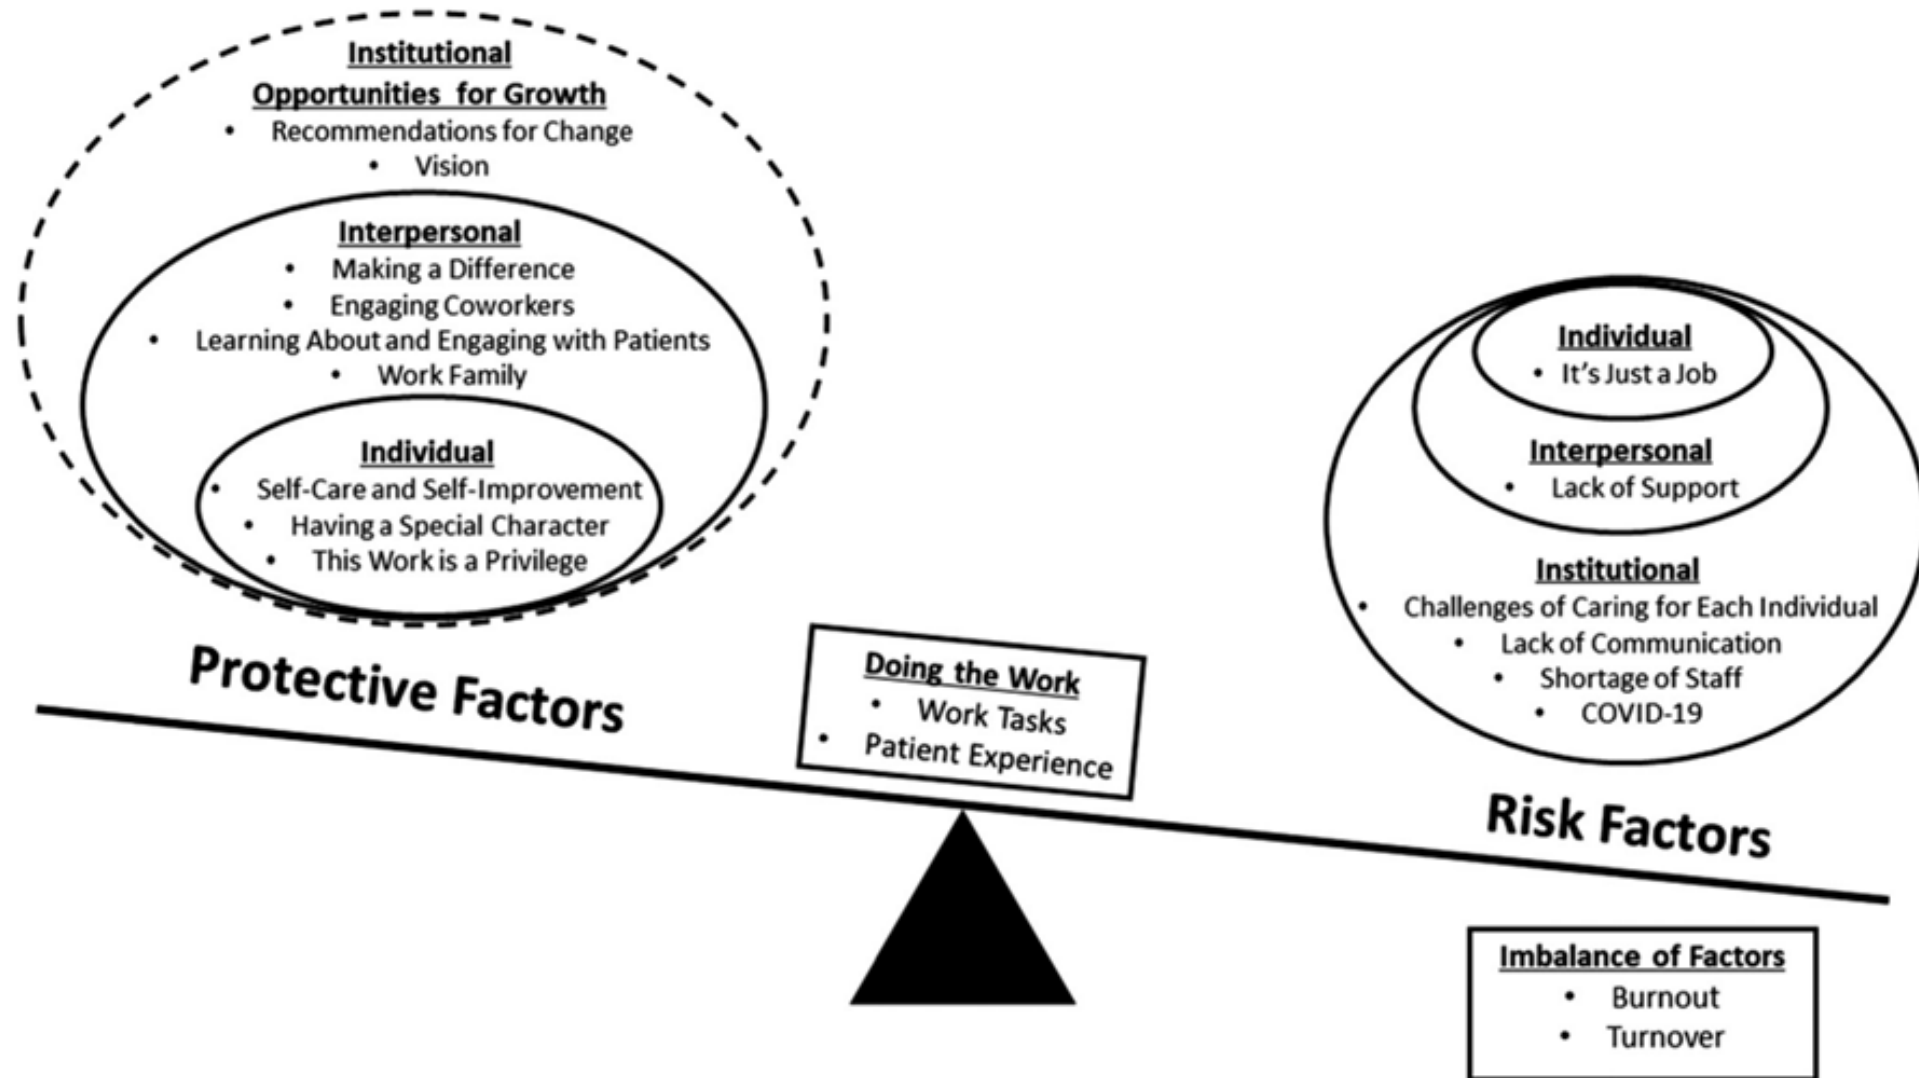 Institutional
Opportunities for Growth
• Recommendations for Change
• Vision
Interpersonal
• Making a Difference
• Engaging Coworkers
• Learning About and Engaging with Patients
• Work Family
Individual
• Self-Care and Self-Improvement
• Having a Special Character
• This Work is a Privilege
Protective Factors
Doing the Work
• Work Tasks
• Patient Experience
Individual
• It's Just a Job
Interpersonal
• Lack of Support
Institutional
• Challenges of Caring for Each Individual
• Lack of Communication
• Shortage of Staff
• COVID-19
Risk Factors
Imbalance of Factors
• Burnout
• Turnover